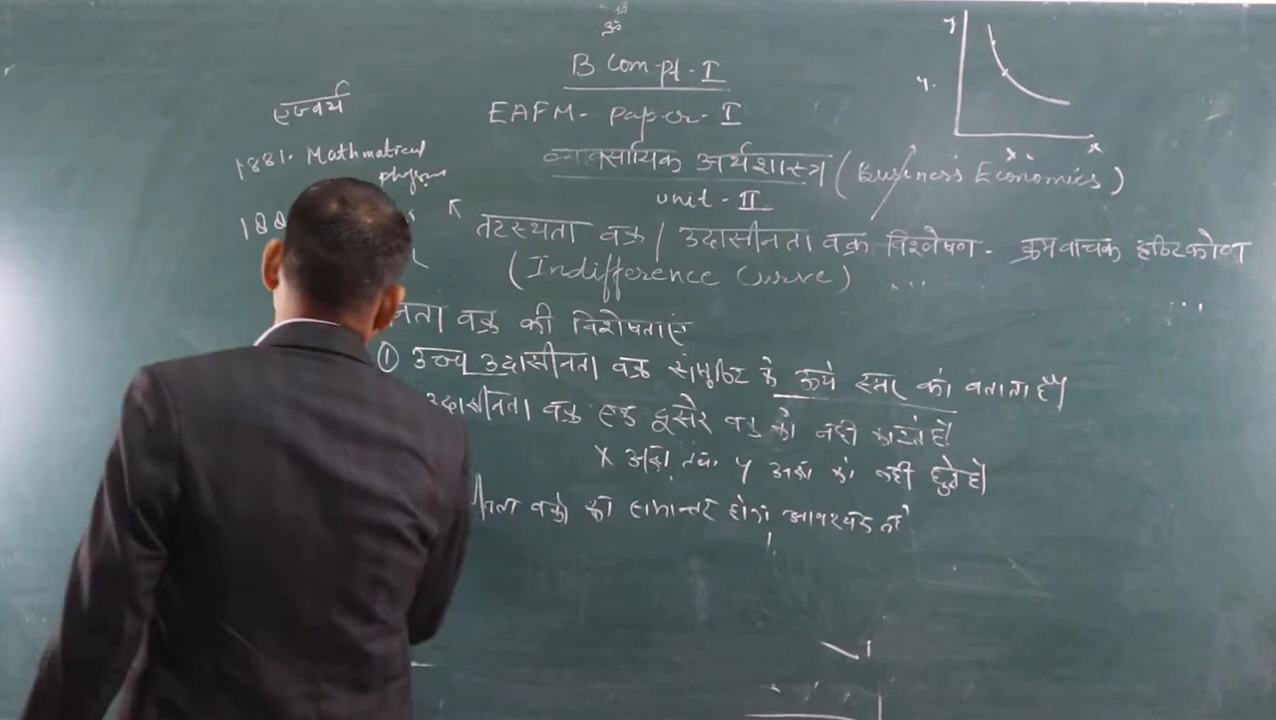 ॐ
B Com pt-I
EAFM- paper-I
एजवर्थ
1881- Mathmatical
व्यावसायिक अर्थशास्त्र (Business Economics)
unit-II
तटस्थता वक्र / उदासीनता वक्र विश्लेषण - क्रमवाचक दृष्टिकोण
(Indifference Curve)
नता वक्र की विशेषताएं
① उच्च उदासीनता वक्र संतुष्टि के ऊंचे स्तर को बताता है
उदासीनता वक्र एक दूसरे वक्र को नहीं काटते है
X अक्ष तथा Y अक्ष को नहीं छुते है
वक्रो का समान्तर होना आवश्यक
y
x